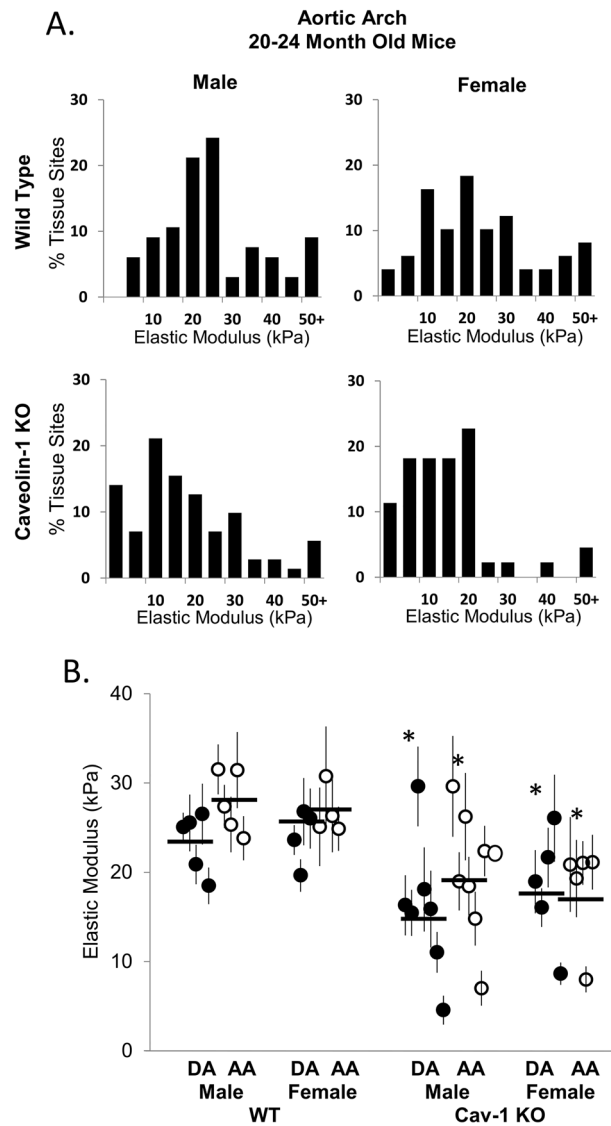 A.
Aortic Arch
20-24 Month Old Mice
Male
Female
Wild Type
% Tissue Sites
30
20
10
0
10 20 30 40 50+
Elastic Modulus (kPa)
30
20
10
0
10 20 30 40 50+
Elastic Modulus (kPa)
Caveolin-1 KO
% Tissue Sites
30
20
10
0
10 20 30 40 50+
Elastic Modulus (kPa)
30
20
10
0
10 20 30 40 50+
Elastic Modulus (kPa)
B.
Elastic Modulus (kPa)
40
30
20
10
0
* * * *
DA AA DA AA DA AA DA AA
Male Female Male Female
WT Cav-1 KO